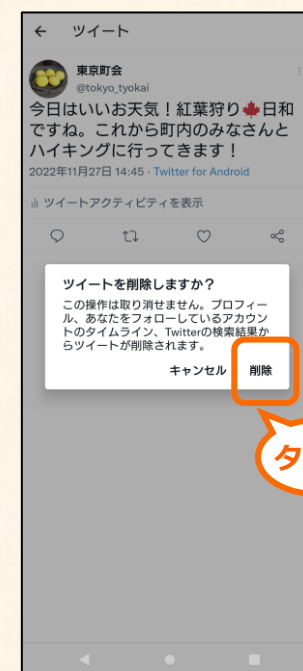 ツイート
東京町会
@tokyo_tyokai
今日はいいお天気！紅葉狩り🍁日和
ですね。これから町内のみなさんと
ハイキングに行ってきます！
2022年11月27日 14:45 · Twitter for Android
ツイートアクティビティを表示
ツイートを削除しますか？
この操作は取り消せません。プロフィー
ル、あなたをフォローしているアカウン
トのタイムライン、Twitterの検索結果か
らツイートが削除されます。
キャンセル 削除
タ